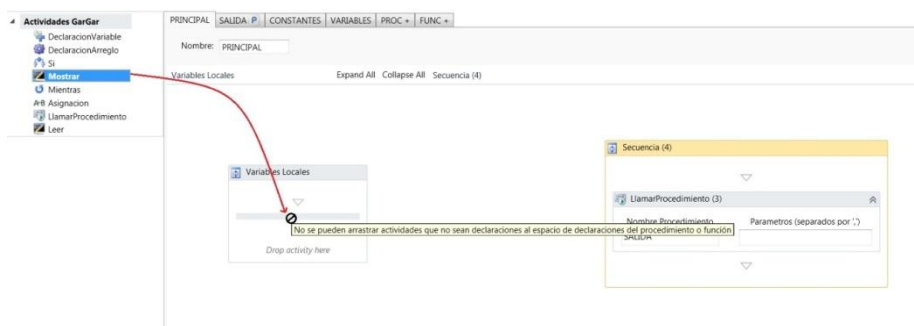 Actividades GarGar
DeclaracionVariable
DeclaracionArreglo
Si
Mostrar
Mientras
A+B Asignacion
LlamarProcedimiento
Leer
PRINCIPAL SALIDA P CONSTANTES VARIABLES PROC + FUNC +
Nombre: PRINCIPAL
Variables Locales Expand All Collapse All Secuencia (4)
Variables Locales
Drop activity here
Secuencia (4)
LlamarProcedimiento (3)
Nombre Procedimiento Parametros (separados por ',')
No se pueden arrastrar actividades que no sean declaraciones al espacio de declaraciones del procedimiento o función
SALIDA